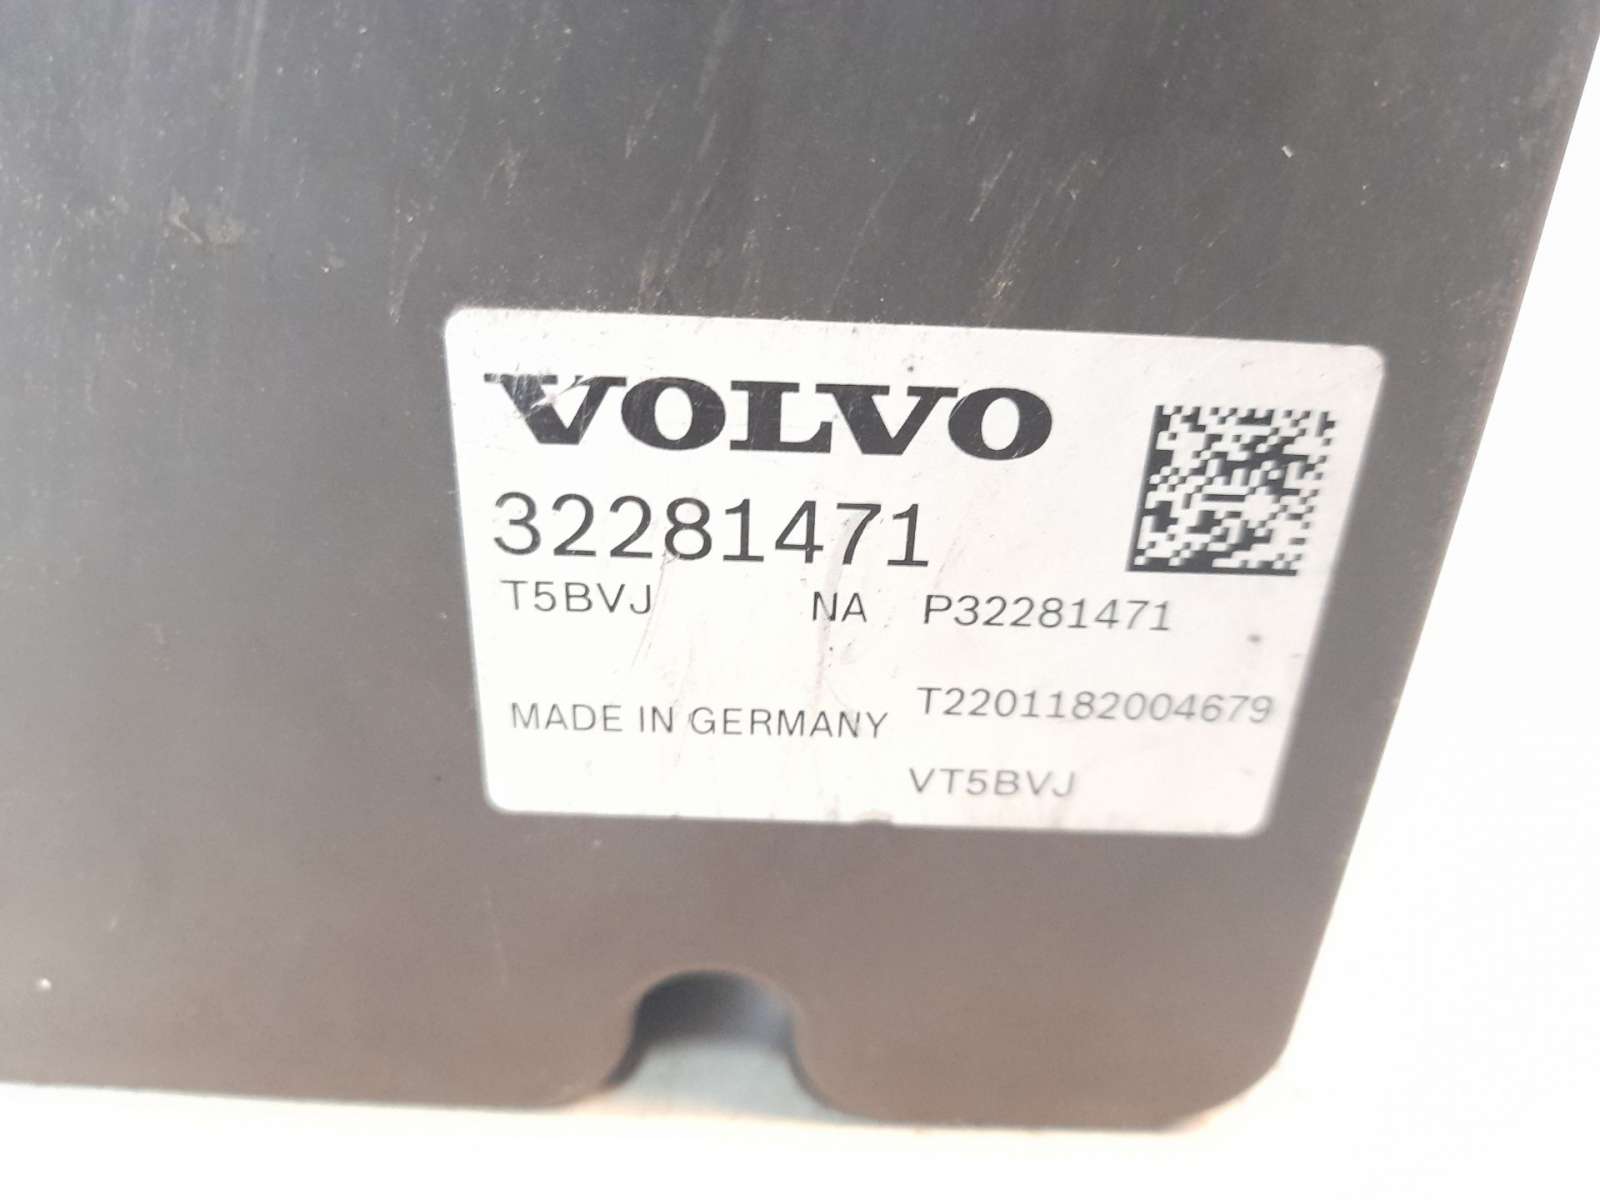 VOLVO
32281471
T5BVJ NA P32281471
MADE IN GERMANY T2201182004679
VT5BVJ